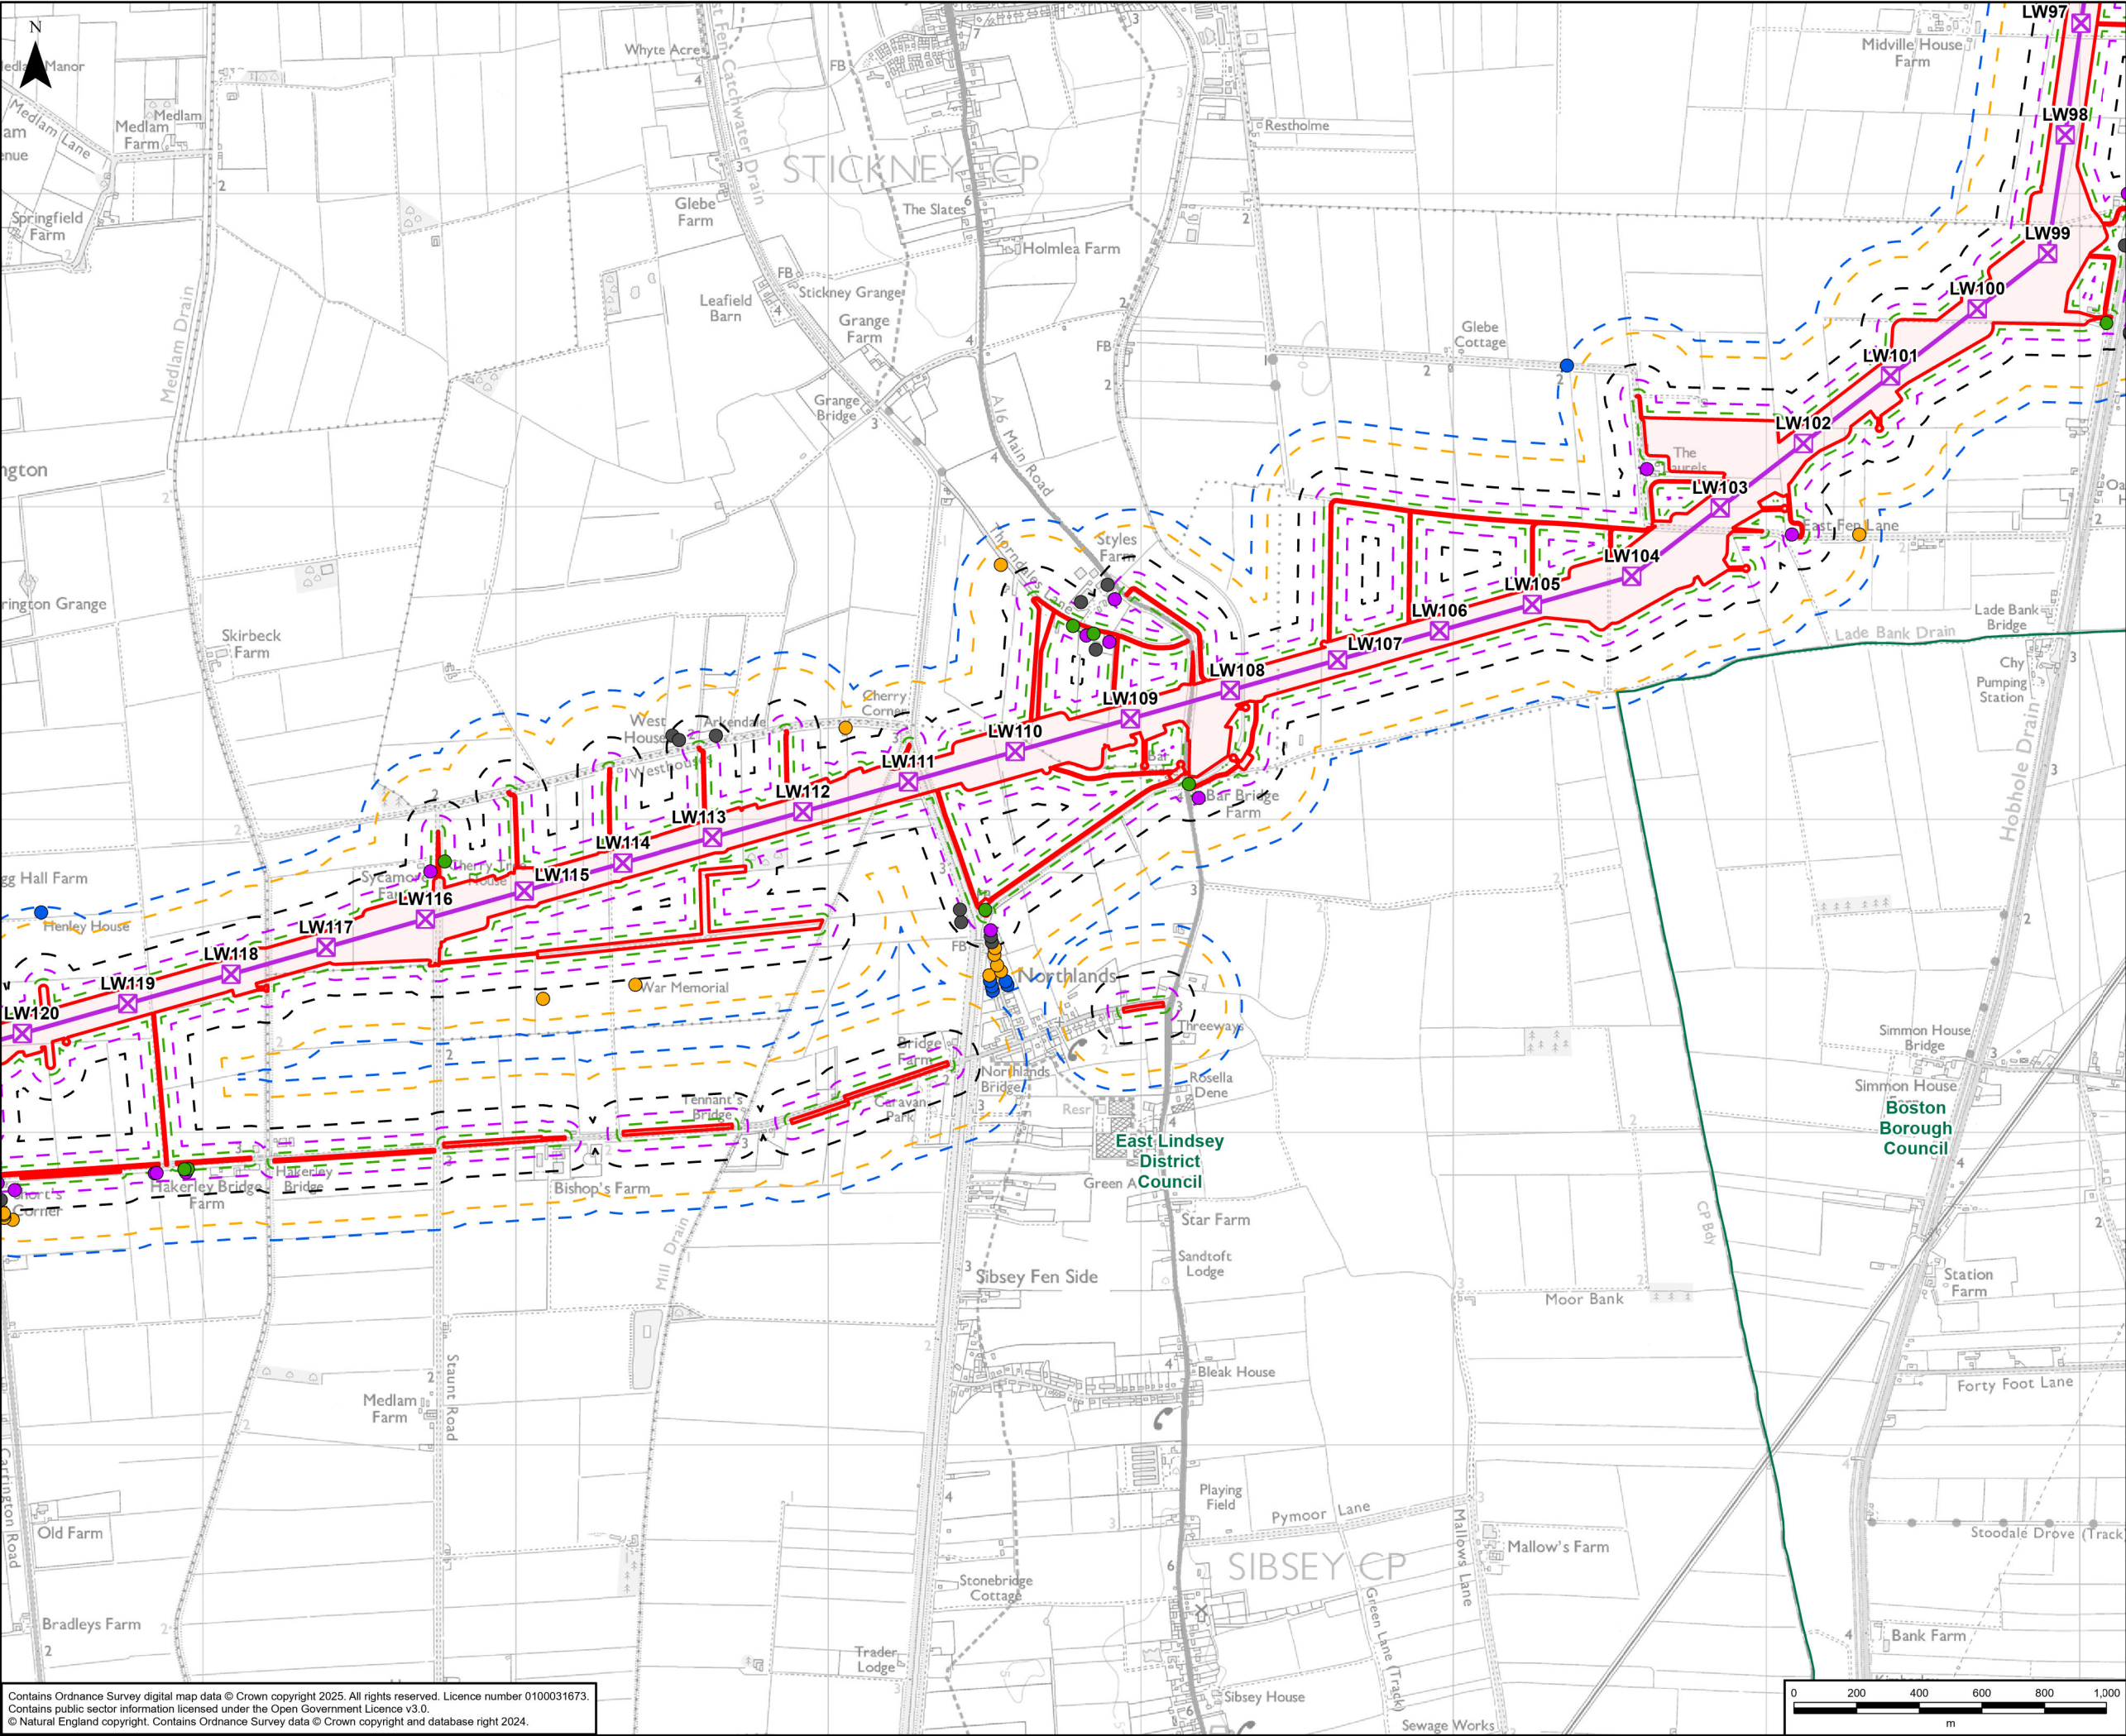 N
Medlam Lane
Medlam
Farm
Medlam
Springfield
Farm
Medlam Drain
Whyte Acre
FB
Catchwater Drain
STICKNEY CP
Glebe
Farm
The Slates
Holmlea Farm
FB
Stickney Grange
Leafield
Barn
Grange
Farm
Grange
Bridge
A16 Main Road
FB
Restholme
Glebe
Cottage
Midville House
Farm
LW97
LW98
LW99
LW100
LW101
LW102
The
LW103
East Fen Lane
LW104
LW105
LW106
LW107
LW108
LW109
LW110
LW111
LW112
LW113
LW114
LW115
LW116
LW117
LW118
LW119
LW120
Lade Bank
Bridge
Lade Bank Drain
Chy
Pumping
Station
Hobhole Drain
Styles
Farm
Skirbeck
Farm
West
House
Arkendale
Cherry
Corner
Bar Bridge
Farm
Henley House
War Memorial
FB
Northlands
Threeways
Bridge
Farm
Northlands
Bridge
Caravan
Park
Tennant's
Bridge
Rosella
Dene
Resr
Hakerley
Bridge
Hakerley Bridge
Farm
Bishop's Farm
Corner
East Lindsey
District
Council
Star Farm
Sandtoft
Lodge
Simmon House
Bridge
Simmon House
Boston
Borough
Council
CP Bdy
Mill Drain
Sibsey Fen Side
Moor Bank
Station
Farm
Bleak House
Forty Foot Lane
Medlam
Farm
Staunt Road
Carrington Road
Old Farm
Playing
Field
Pymoor Lane
Mallows Lane
Mallow's Farm
Stoodale Drove (Track
SIBSEY CP
Stonebridge
Cottage
Green Lane (Track)
Bradleys Farm
Trader
Lodge
Bank Farm
Sibsey House
Sewage Works
Contains Ordnance Survey digital map data © Crown copyright 2025. All rights reserved. Licence number 0100031673.
Contains public sector information licensed under the Open Government Licence v3.0.
© Natural England copyright. Contains Ordnance Survey data © Crown copyright and database right 2024.
0 200 400 600 800 1,000
m